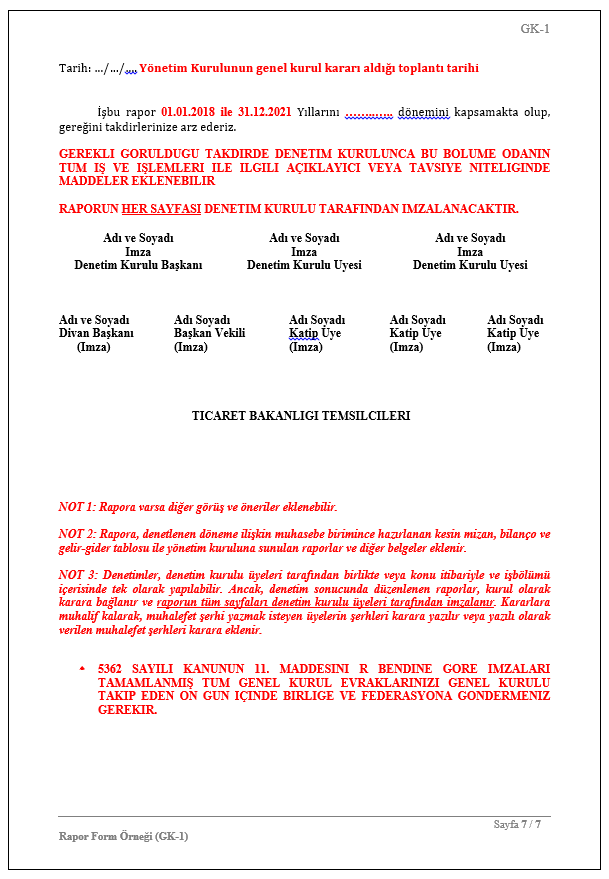 GK-1
Tarih: .../.../.... Yönetim Kurulunun genel kurul kararı aldığı toplantı tarihi
İşbu rapor 01.01.2018 ile 31.12.2021 Yıllarını ………….. dönemini kapsamakta olup,
gereğini takdirlerinize arz ederiz.
GEREKLI GORULDUGU TAKDIRDE DENETIM KURULUNCA BU BOLUME ODANIN
TUM IŞ VE IŞLEMLERI ILE ILGILI AÇIKLAYICI VEYA TAVSIYE NITELIGINDE
MADDELER EKLENEBILIR
RAPORUN HER SAYFASI DENETIM KURULU TARAFINDAN IMZALANACAKTIR.
Adı ve Soyadı Adı ve Soyadı Adı ve Soyadı
Imza Imza Imza
Denetim Kurulu Başkanı Denetim Kurulu Uyesi Denetim Kurulu Uyesi
Adı ve Soyadı Adı Soyadı Adı Soyadı Adı Soyadı Adı Soyadı
Divan Başkanı Başkan Vekili Katip Üye Katip Üye Katip Üye
(Imza) (Imza) (Imza) (Imza) (Imza)
TICARET BAKANLIGI TEMSILCILERI
NOT 1: Rapora varsa diğer görüş ve öneriler eklenebilir.
NOT 2: Rapora, denetlenen döneme ilişkin muhasebe birimince hazırlanan kesin mizan, bilanço ve
gelir-gider tablosu ile yönetim kuruluna sunulan raporlar ve diğer belgeler eklenir.
NOT 3: Denetimler, denetim kurulu üyeleri tarafından birlikte veya konu itibariyle ve işbölümü
içerisinde tek olarak yapılabilir. Ancak, denetim sonucunda düzenlenen raporlar, kurul olarak
karara bağlanır ve raporun tüm sayfaları denetim kurulu üyeleri tarafından imzalanır. Kararlara
muhalif kalarak, muhalefet şerhi yazmak isteyen üyelerin şerhleri karara yazılır veya yazılı olarak
verilen muhalefet şerhleri karara eklenir.
5362 SAYILI KANUNUN 11. MADDESINI R BENDINE GORE IMZALARI
TAMAMLANMIŞ TUM GENEL KURUL EVRAKLARINIZI GENEL KURULU
TAKIP EDEN ON GUN IÇINDE BIRLIGE VE FEDERASYONA GONDERMENIZ
GEREKIR.
Sayfa 7 / 7
Rapor Form Örneği (GK-1)